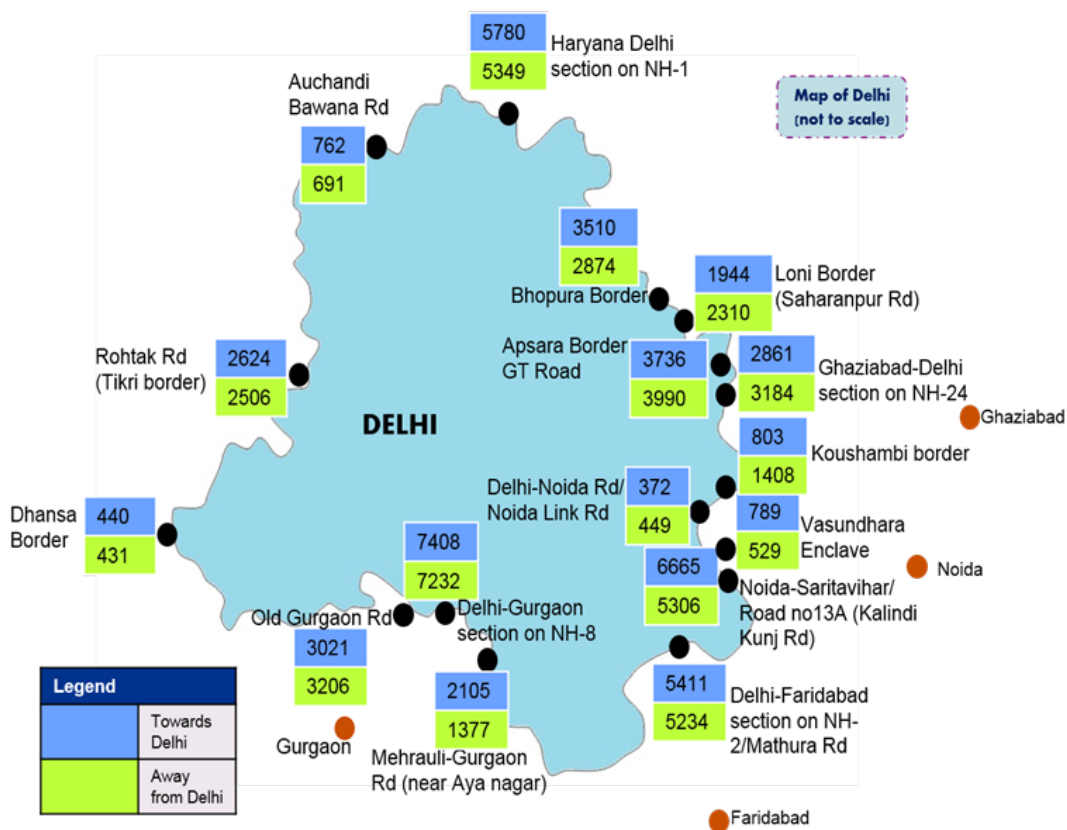 5780
5349
Haryana Delhi
section on NH-1
Map of Delhi
(not to scale)
Auchandi
Bawana Rd
762
691
3510
2874
Bhopura Border
1944
2310
Loni Border
(Saharanpur Rd)
Rohtak Rd
(Tikri border)
2624
2506
Apsara Border
GT Road
3736
3990
2861
3184
Ghaziabad-Delhi
section on NH-24
Ghaziabad
DELHI
803
1408
Koushambi border
Delhi-Noida Rd/
Noida Link Rd
372
449
789
529
Vasundhara
Enclave
Dhansa
Border
440
431
7408
7232
6665
5306
Noida
Noida-Saritavihar/
Road no13A (Kalindi
Kunj Rd)
Old Gurgaon Rd
3021
3206
Delhi-Gurgaon
section on NH-8
2105
1377
Mehrauli-Gurgaon
Rd (near Aya nagar)
5411
5234
Delhi-Faridabad
section on NH-
2/Mathura Rd
Gurgaon
Faridabad
Legend
Towards
Delhi
Away
from Delhi